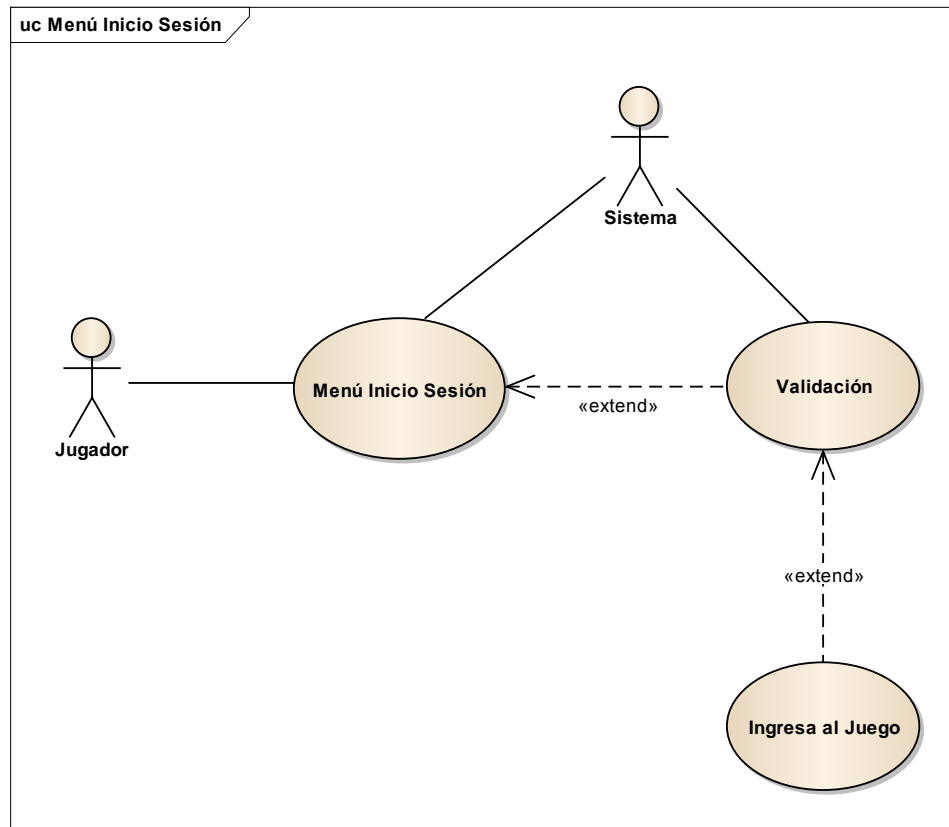 uc Menú Inicio Sesión
Sistema
Jugador
Menú Inicio Sesión
«extend»
Validación
«extend»
Ingresa al Juego